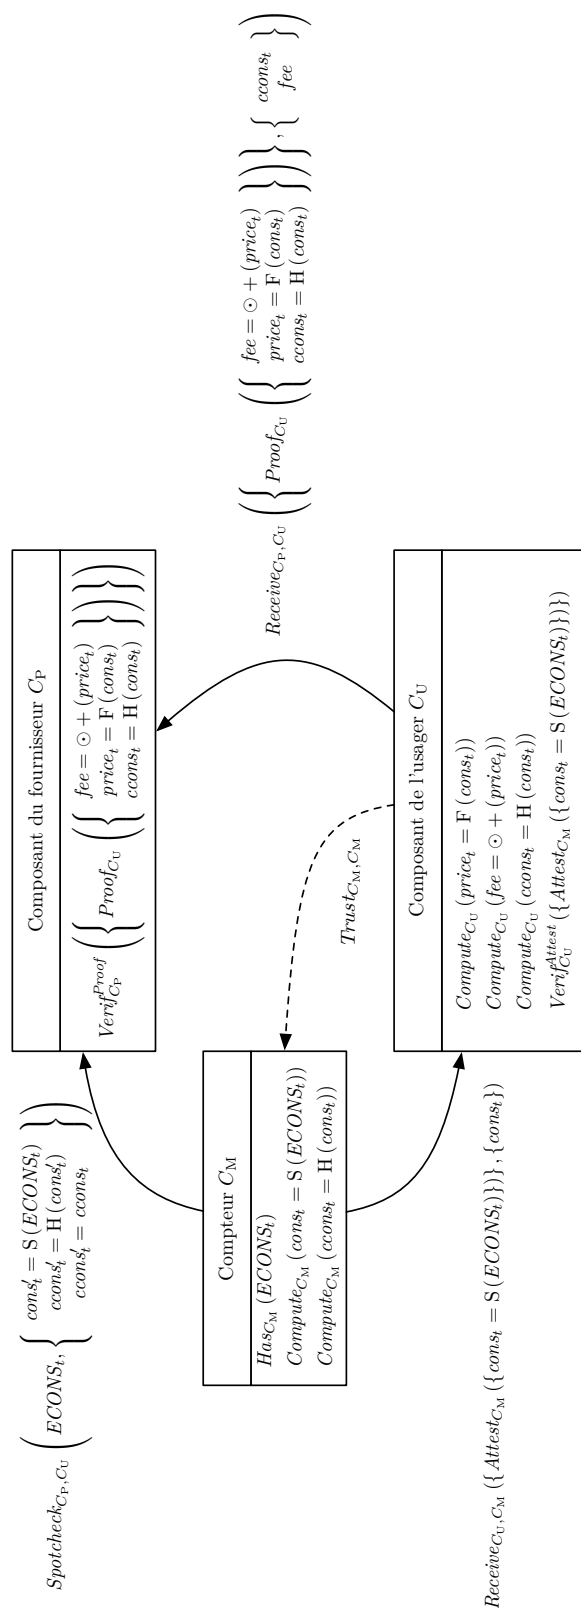 Spotcheck_{C_P,C_U} ( ECONS_t, { cons′_t = S (ECONS_t)
ccons′_t = H (cons′_t)
ccons′_t = ccons_t } )
Composant du fournisseur C_P
Verif^{Proof}_{C_P} ( { Proof_{C_U} ( { fee = ⊙ + (price_t)
price_t = F (cons_t)
ccons_t = H (cons_t) } ) } )
Receive_{C_P,C_U} ( { Proof_{C_U} ( { fee = ⊙ + (price_t)
price_t = F (cons_t)
ccons_t = H (cons_t) } ) } , { ccons_t
fee } )
Compteur C_M
Has_{C_M} (ECONS_t)
Compute_{C_M} (cons_t = S (ECONS_t))
Compute_{C_M} (ccons_t = H (cons_t))
Trust_{C_M,C_M}
Composant de l'usager C_U
Compute_{C_U} (price_t = F (cons_t))
Compute_{C_U} (fee = ⊙ + (price_t))
Compute_{C_U} (ccons_t = H (cons_t))
Verif^{Attest}_{C_U} ({Attest_{C_M} ({cons_t = S (ECONS_t)})})
Receive_{C_U,C_M} ({Attest_{C_M} ({cons_t = S (ECONS_t)})} , {cons_t})